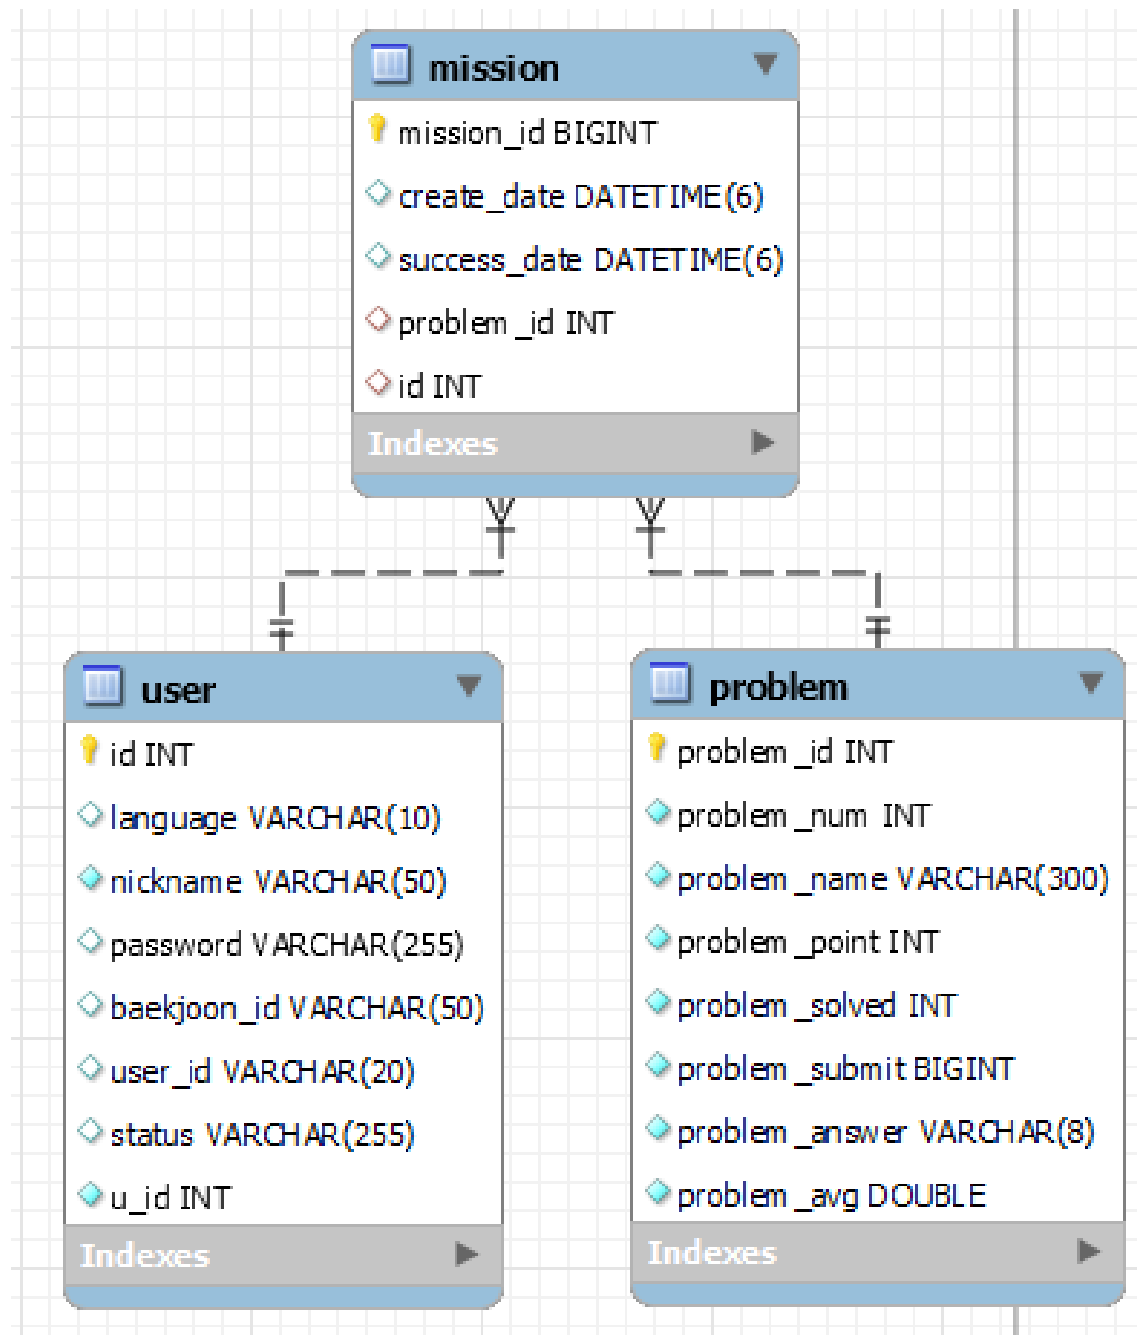 mission
mission_id BIGINT
create_date DATETIME(6)
success_date DATETIME(6)
problem_id INT
id INT
Indexes
user
id INT
language VARCHAR(10)
nickname VARCHAR(50)
password VARCHAR(255)
baekjoon_id VARCHAR(50)
user_id VARCHAR(20)
status VARCHAR(255)
u_id INT
Indexes
problem
problem_id INT
problem_num INT
problem_name VARCHAR(300)
problem_point INT
problem_solved INT
problem_submit BIGINT
problem_answer VARCHAR(8)
problem_avg DOUBLE
Indexes